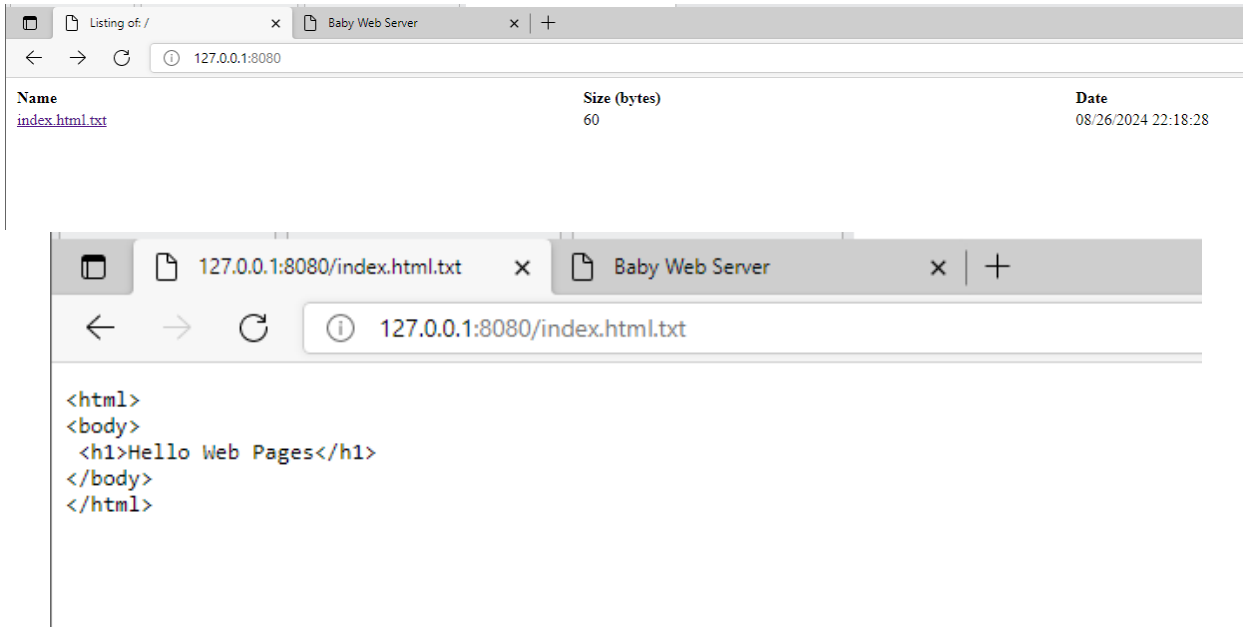 Listing of: /
Baby Web Server
127.0.0.1:8080
Name Size (bytes) Date
index.html.txt 60 08/26/2024 22:18:28
127.0.0.1:8080/index.html.txt
Baby Web Server
127.0.0.1:8080/index.html.txt
<html>
<body>
<h1>Hello Web Pages</h1>
</body>
</html>